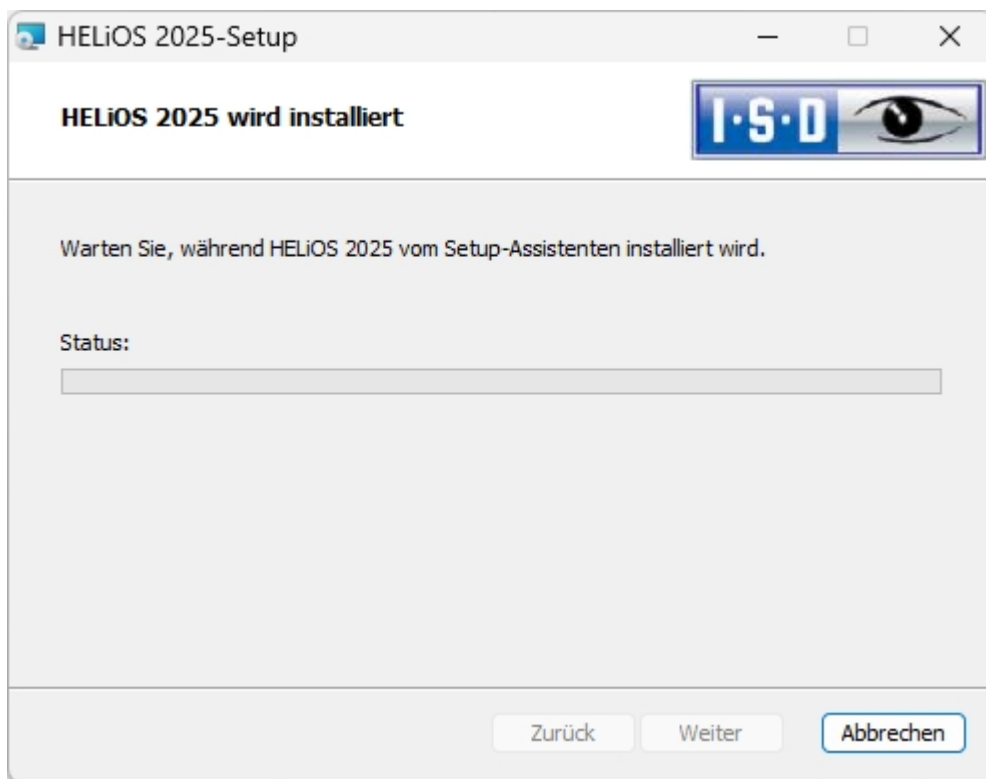 HELiOS 2025-Setup
HELiOS 2025 wird installiert
I·S·D
Warten Sie, während HELiOS 2025 vom Setup-Assistenten installiert wird.
Status:
Zurück Weiter Abbrechen